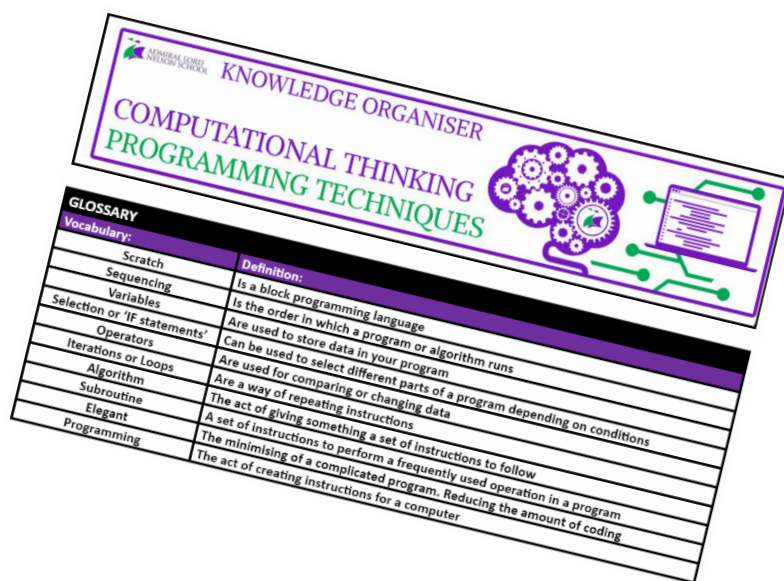 ADMIRAL LORD
NELSON SCHOOL
KNOWLEDGE ORGANISER
COMPUTATIONAL THINKING
PROGRAMMING TECHNIQUES
GLOSSARY
Vocabulary: Definition:
Scratch Is a block programming language
Sequencing Is the order in which a program or algorithm runs
Variables Are used to store data in your program
Selection or ‘IF statements’ Can be used to select different parts of a program depending on conditions
Operators Are used for comparing or changing data
Iterations or Loops Are a way of repeating instructions
Algorithm The act of giving something a set of instructions to follow
Subroutine A set of instructions to perform a frequently used operation in a program
Elegant The minimising of a complicated program. Reducing the amount of coding
Programming The act of creating instructions for a computer